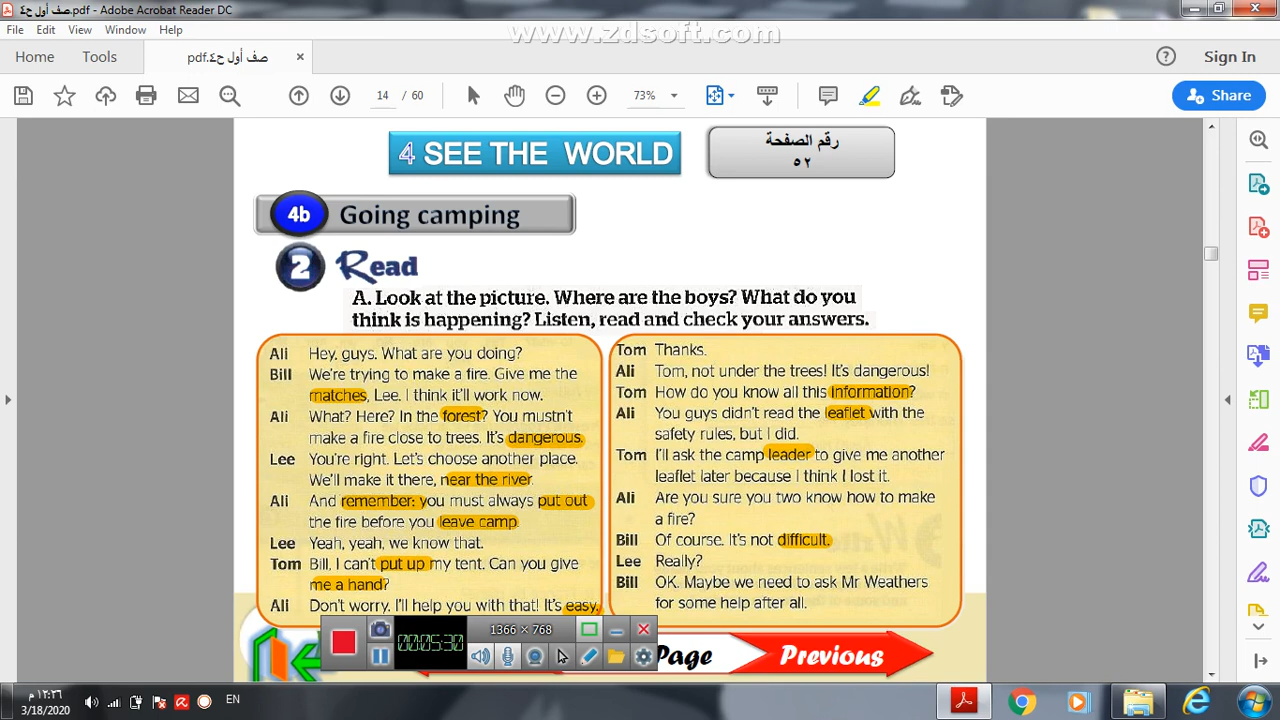 صف أول ح٤.pdf - Adobe Acrobat Reader DC
www.zdsoft.com
File Edit View Window Help
Home Tools
صف أول ح٤.pdf
×
Sign In
14 / 60
73%
Share
4 SEE THE WORLD
رقم الصفحة
٥٢
4b Going camping
2 Read
A. Look at the picture. Where are the boys? What do you
think is happening? Listen, read and check your answers.
Ali Hey, guys. What are you doing?
Bill We're trying to make a fire. Give me the
matches, Lee. I think it'll work now.
Ali What? Here? In the forest? You mustn't
make a fire close to trees. It's dangerous.
Lee You're right. Let's choose another place.
We'll make it there, near the river.
Ali And remember: you must always put out
the fire before you leave camp
Lee Yeah, yeah, we know that.
Tom Bill, I can't put up my tent. Can you give
me a hand?
Ali Don't worry. I'll help you with that! It's easy.
Tom Thanks.
Ali Tom, not under the trees! It's dangerous!
Tom How do you know all this information?
Ali You guys didn't read the leaflet with the
safety rules, but I did.
Tom I'll ask the camp leader to give me another
leaflet later because I think I lost it.
Ali Are you sure you two know how to make
a fire?
Bill Of course. It's not difficult.
Lee Really?
Bill OK. Maybe we need to ask Mr Weathers
for some help after all.
1366 × 768
00:05:30
Page
Previous
EN
١٢:٢٦ م
3/18/2020